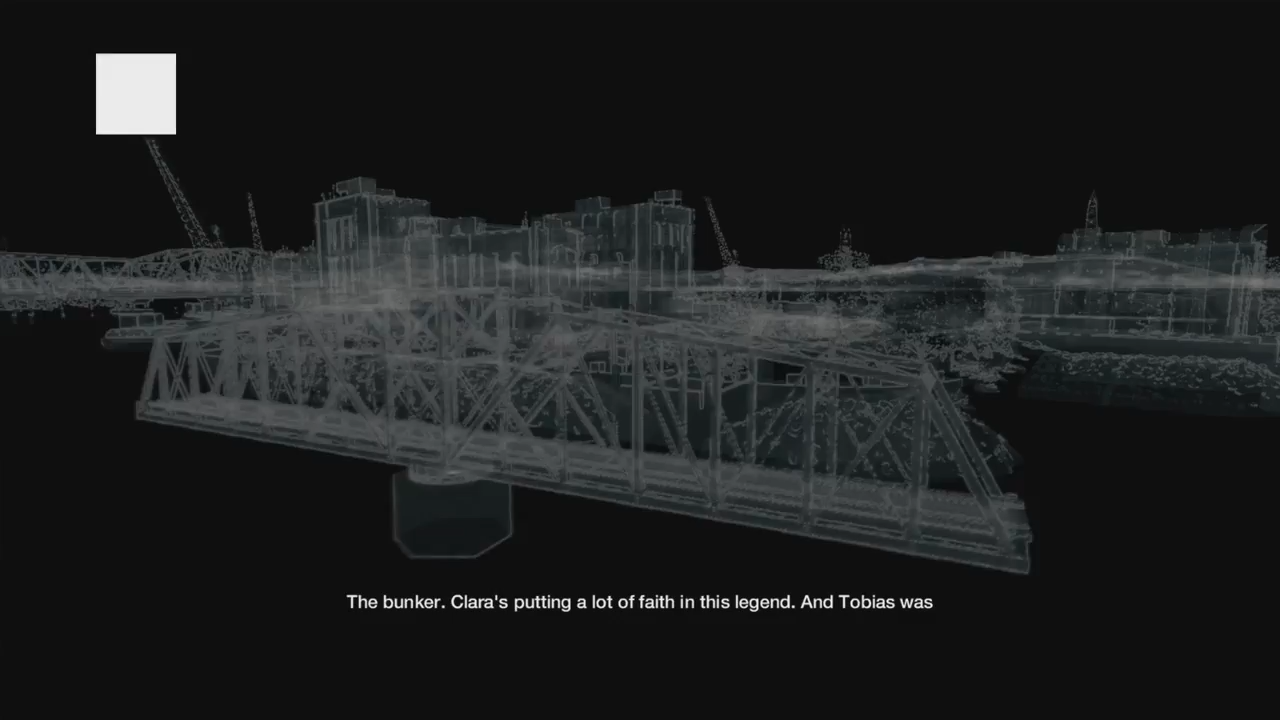 The bunker. Clara's putting a lot of faith in this legend. And Tobias was